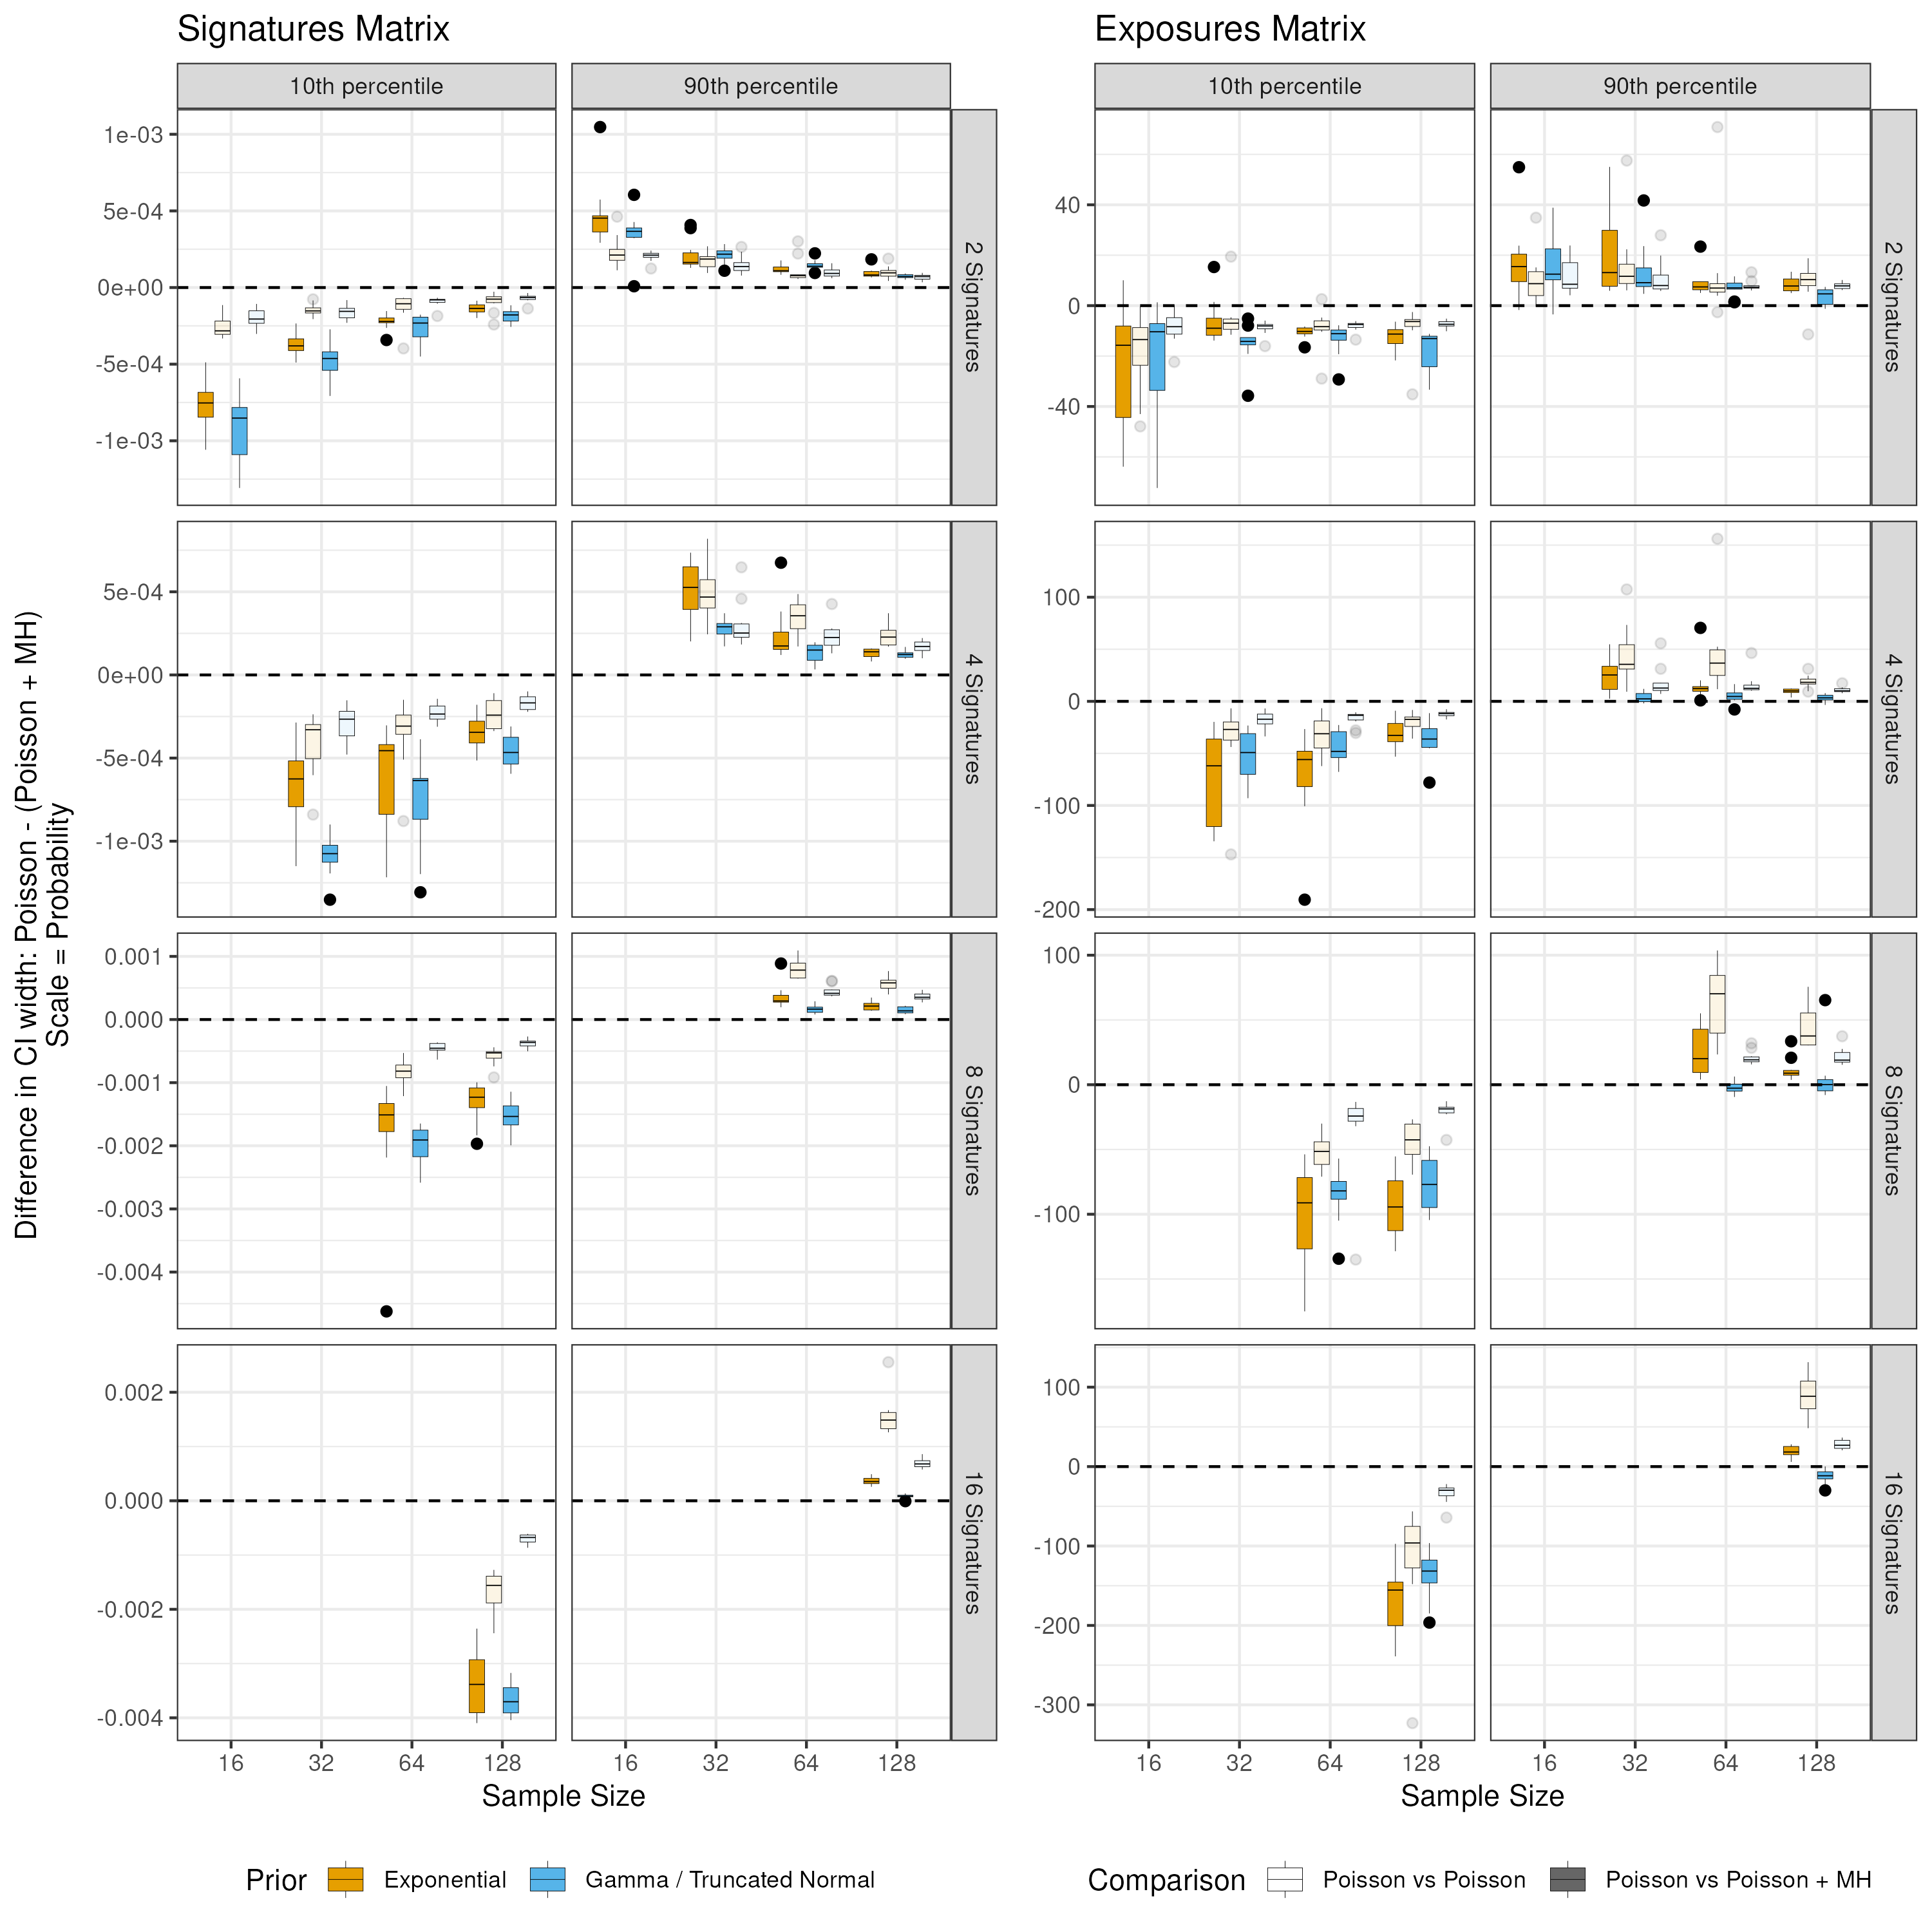 Signatures Matrix
Exposures Matrix
10th percentile
90th percentile
10th percentile
90th percentile
Difference in CI width: Poisson - (Poisson + MH)
Scale = Probability
1e-03
5e-04
0e+00
-5e-04
-1e-03
2 Signatures
40
0
-40
2 Signatures
5e-04
0e+00
-5e-04
-1e-03
4 Signatures
100
0
-100
-200
4 Signatures
0.001
0.000
-0.001
-0.002
-0.003
-0.004
8 Signatures
100
0
-100
8 Signatures
0.002
0.000
-0.002
-0.004
16 Signatures
100
0
-100
-200
-300
16 Signatures
16 32 64 128
16 32 64 128
16 32 64 128
16 32 64 128
Sample Size
Sample Size
Prior Exponential Gamma / Truncated Normal
Comparison Poisson vs Poisson Poisson vs Poisson + MH